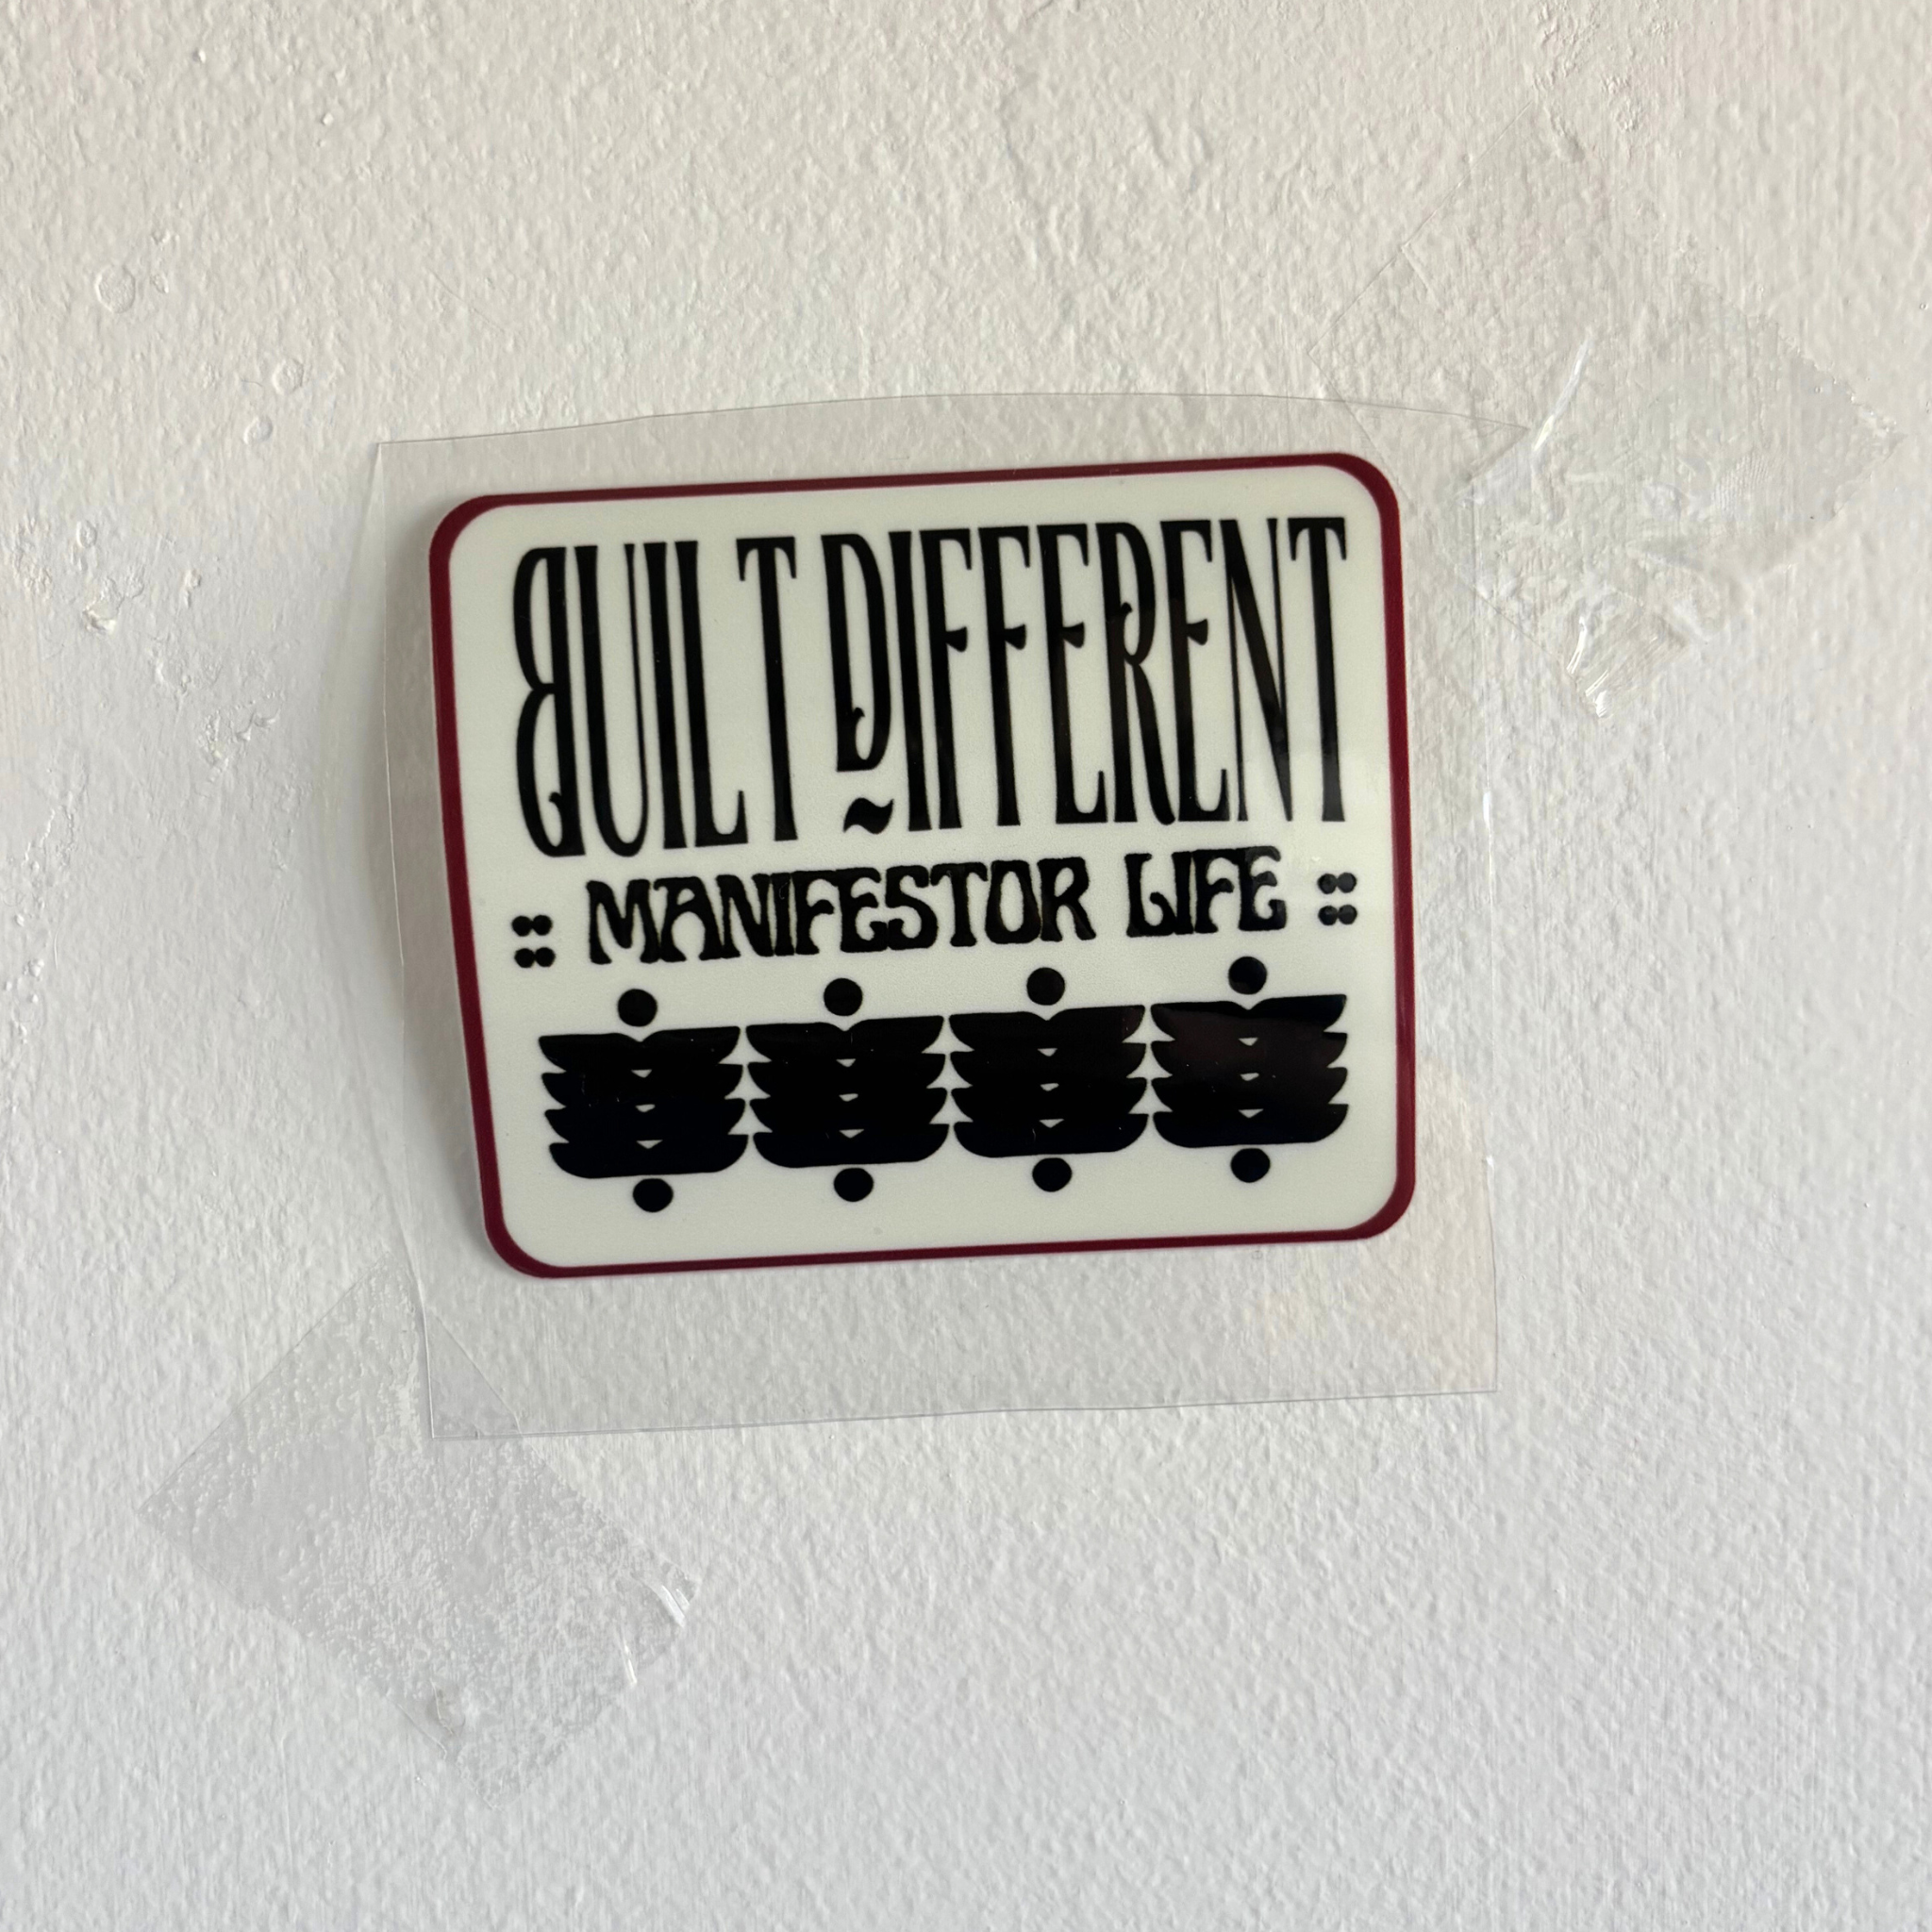 BUILT DIFFERENT
:: MANIFESTOR LIFE ::